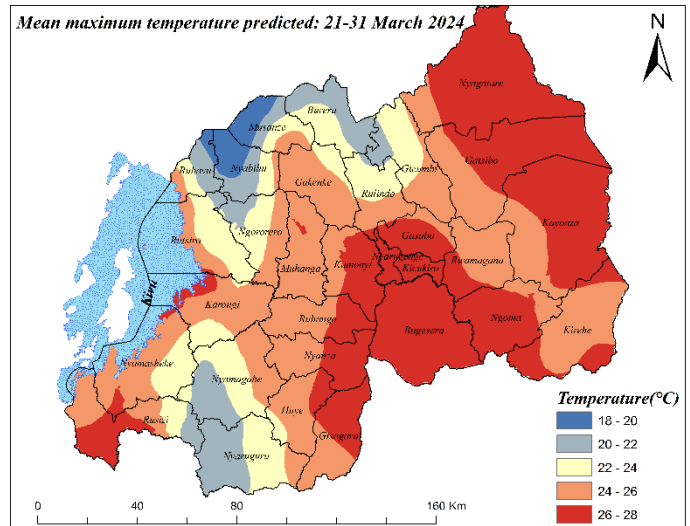 Mean maximum temperature predicted: 21-31 March 2024
N
Nyagatare
Burera
Musanze
Gatsibo
Nyabihu
Rubavu
Gakenke
Gicumbi
Rulindo
Kayonza
Ngororero
Rutsiro
Gasabo
Nyarugenge
Rwamagana
Kicukiro
Muhanga
Kamonyi
Kivu
Karongi
Ruhango
Bugesera
Ngoma
Kirehe
Nyanza
Nyamasheke
Nyamagabe
Huye
Rusizi
Gisagara
Nyaruguru
Temperature(°C)
18 - 20
20 - 22
22 - 24
24 - 26
26 - 28
0 40 80 160 Km